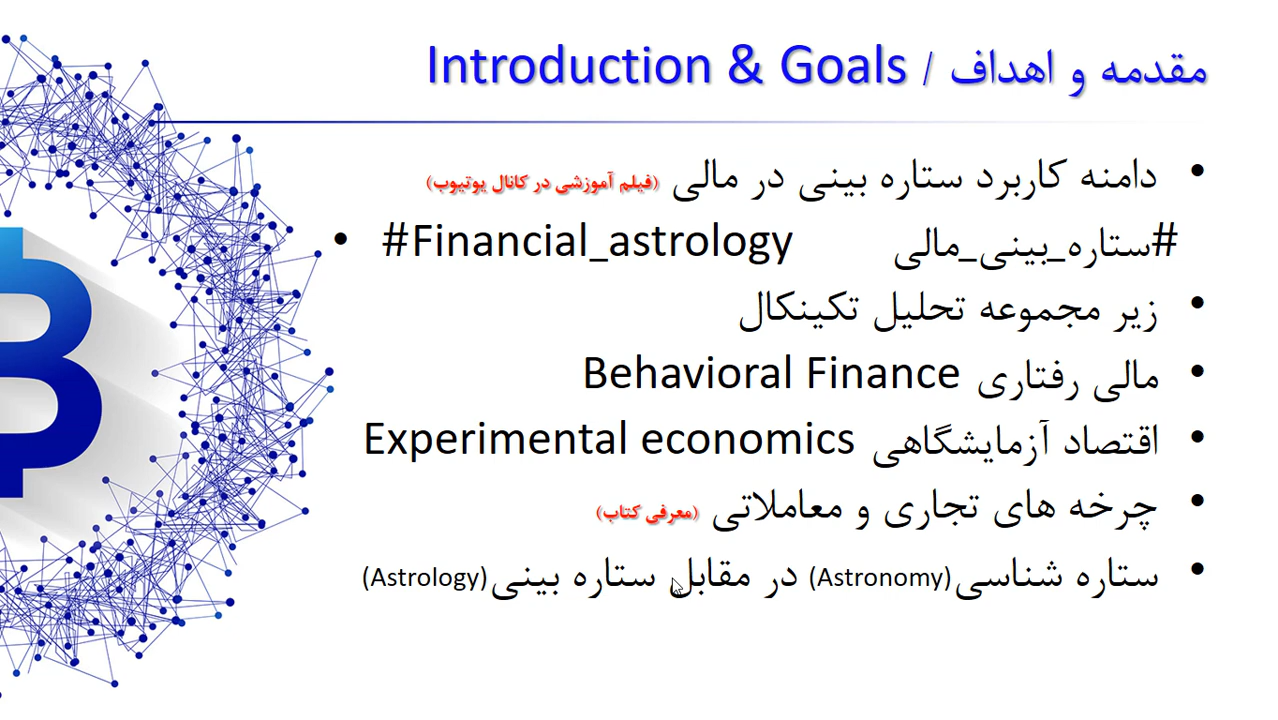 مقدمه و اهداف / Introduction & Goals
• دامنه کاربرد ستاره بینی در مالی (فیلم آموزشی در کانال یوتیوب)
• #ستاره_بینی_مالی #Financial_astrology
• زیر مجموعه تحلیل تکینکال
• مالی رفتاری Behavioral Finance
• اقتصاد آزمایشگاهی Experimental economics
• چرخه های تجاری و معاملاتی (معرفی کتاب)
• ستاره شناسی(Astronomy) در مقابل ستاره بینی(Astrology)